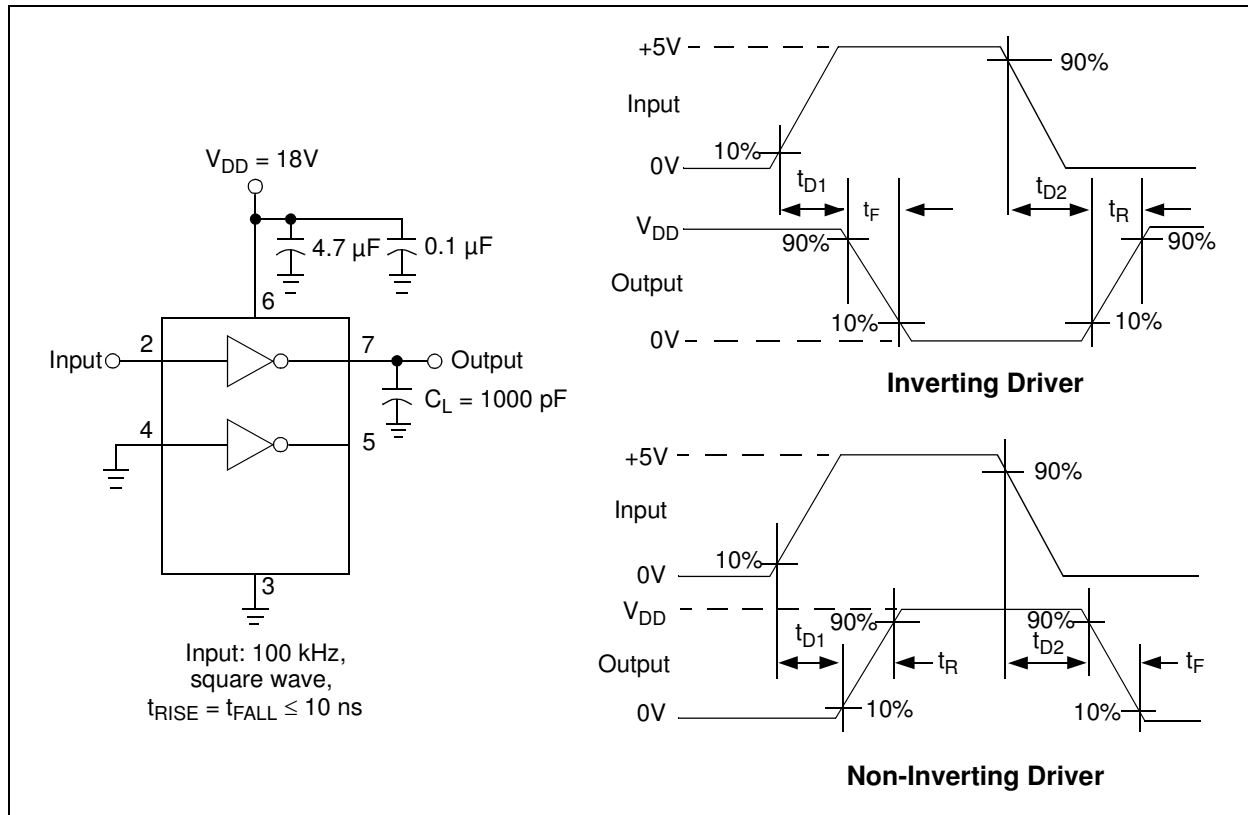 V_DD = 18V
4.7 µF
0.1 µF
6
Input
2
7
Output
C_L = 1000 pF
4
5
3
Input: 100 kHz,
square wave,
t_RISE = t_FALL ≤ 10 ns
+5V
90%
Input
10%
0V
t_D1
t_F
t_D2
t_R
V_DD
90%
90%
Output
10%
10%
0V
Inverting Driver
+5V
90%
Input
10%
0V
V_DD
90%
90%
t_D1
t_D2
Output
t_R
t_F
0V
10%
10%
Non-Inverting Driver